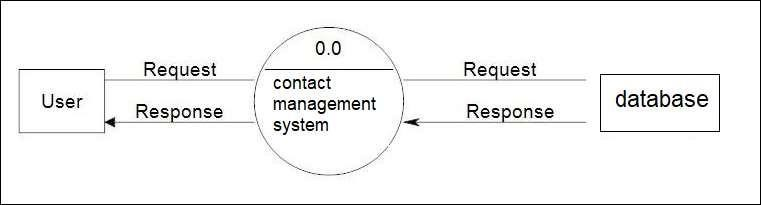 0.0
Request
Request
contact
management
system
User
database
Response
Response